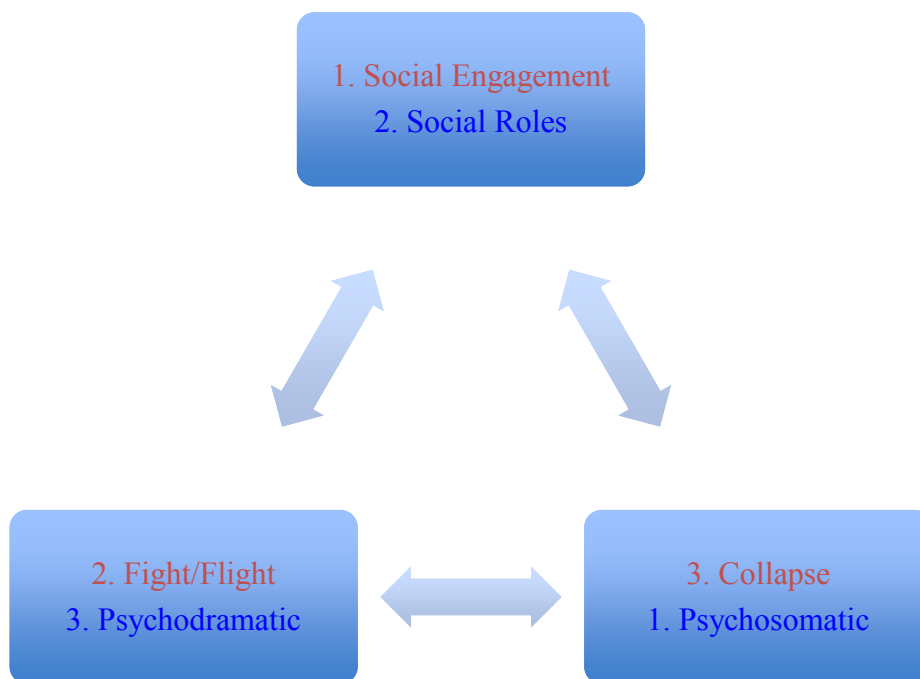 1. Social Engagement
2. Social Roles
2. Fight/Flight
3. Psychodramatic
3. Collapse
1. Psychosomatic